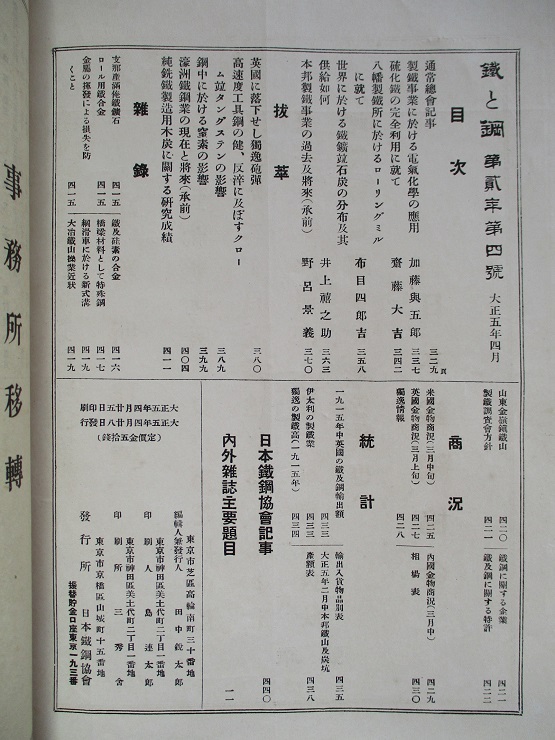 鐵と鋼 第貳年第四號 大正五年四月
目次
通常總會記事 三二九頁
製鐵事業に於ける電氣化學の應用 加藤與五郎 三三七
硫化鐵の完全利用に就て 齋藤大吉 三四二
八幡製鐵所に於けるローリングミル
に就て 布目四郎吉 三五八
世界に於ける鐵鑛竝石炭の分布及其
供給如何 井上禧之助 三六三
本邦製鐵事業の過去及將來(承前) 野呂景義 三七〇
拔萃
英國に落下せし獨逸砲彈 三八〇
高速度工具鋼の健、反淬に及ぼすクロー
ム竝タングステンの影響 三八九
鋼中に於ける窒素の影響 三九九
濠洲鐵鋼業の現在と將來(承前) 四〇四
純銑鐵製造用木炭に關する研究成績 四一一
雜錄
支那產滿俺鐵鑛石 四一五
ロール用鐵合金 四一五
金屬の揮發による損失を防
ぐこと 四一五
鐵及硅素の合金 四一六
橋梁材料として特殊鋼 四一七
鋼滑車に於ける新式溝 四一九
大冶鐵山操業近狀 四一九
山東金嶺鎭鐵山 四二〇
製鐵調査會方針 四二一
鐵鋼に關する企業 四二一
鐵及鋼に關する特許 四二二
商況
米國金物商況(三月中旬) 四二五
英國金物商況(三月上旬) 四二七
獨逸情報 四二八
內國金物商況(三月中) 四二九
相場表 四三〇
統計
一九一五年中英國の鐵及鋼輸出額 四三三
伊太利の製鐵業 四三三
獨逸の製鐵高(一九一五年) 四三四
輸出入貨物品別表 四三五
大正五年二月中本邦鐵山及炭坑
產額表 四三八
日本鐵鋼協會記事 四四〇
內外雜誌主要題目 一一
大正五年四月廿五日印刷
大正五年四月廿八日發行
(定價金五拾錢)
東京市芝區高輪南町三十番地
編輯人兼發行人 田中銳太郎
東京市神田區美土代町二丁目一番地
印刷人 島連太郎
東京市神田區美土代町二丁目一番地
印刷所 三秀舍
東京市京橋區山城町十五番地
發行所 日本鐵鋼協會
振替貯金口座東京一九三番
事務所移轉